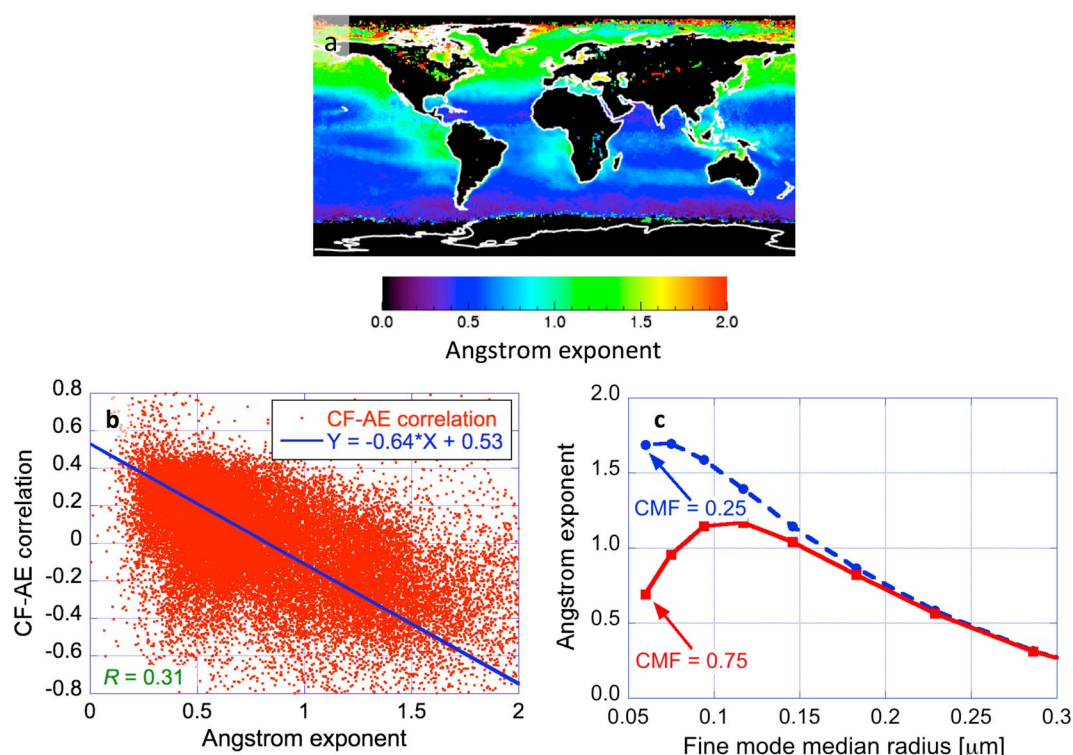 a
0.0 0.5 1.0 1.5 2.0
Angstrom exponent
b
CF-AE correlation
Y = -0.64*X + 0.53
0.8
0.6
0.4
0.2
0
-0.2
-0.4
-0.6
-0.8
CF-AE correlation
R = 0.31
0 0.5 1 1.5 2
Angstrom exponent
c
2.0
1.5
1.0
0.5
0.0
Angstrom exponent
CMF = 0.25
CMF = 0.75
0.05 0.1 0.15 0.2 0.25 0.3
Fine mode median radius [μm]